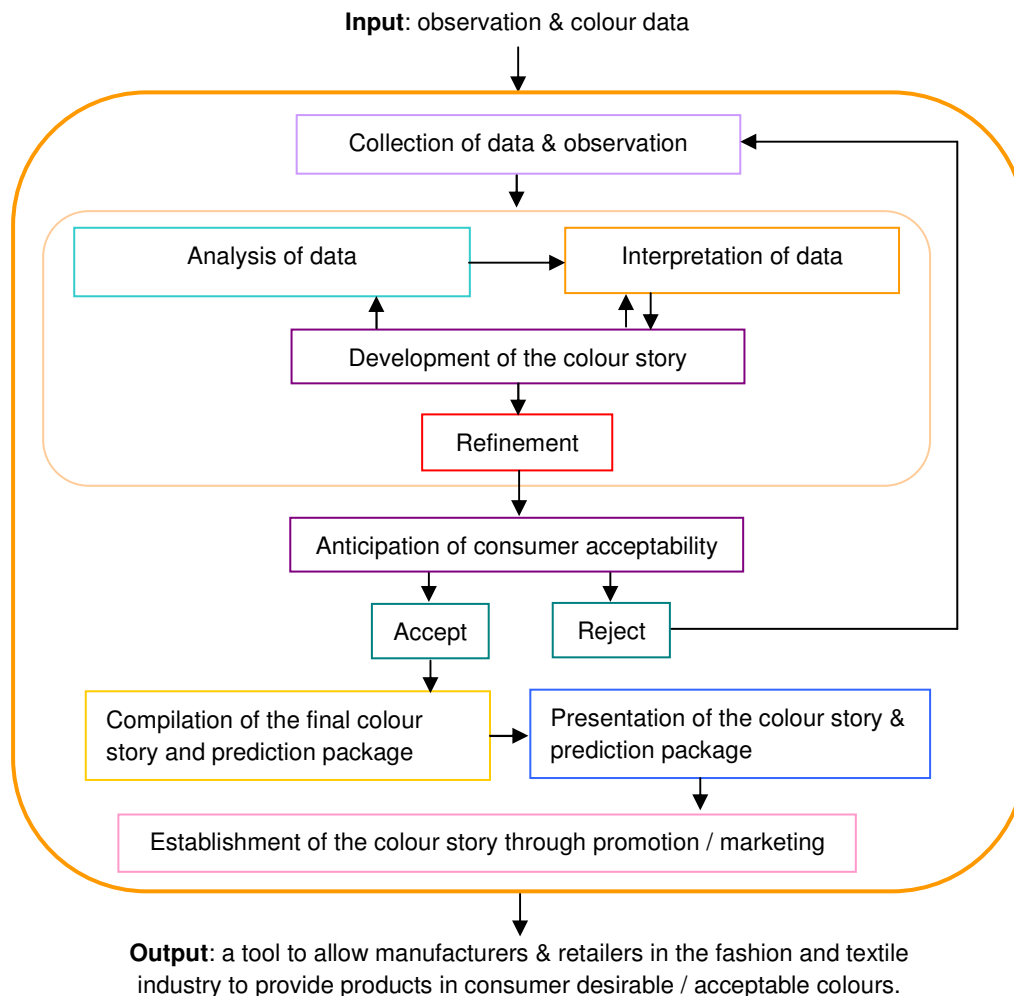 Input: observation & colour data
Collection of data & observation
Analysis of data
Interpretation of data
Development of the colour story
Refinement
Anticipation of consumer acceptability
Accept
Reject
Compilation of the final colour
story and prediction package
Presentation of the colour story &
prediction package
Establishment of the colour story through promotion / marketing
Output: a tool to allow manufacturers & retailers in the fashion and textile
industry to provide products in consumer desirable / acceptable colours.